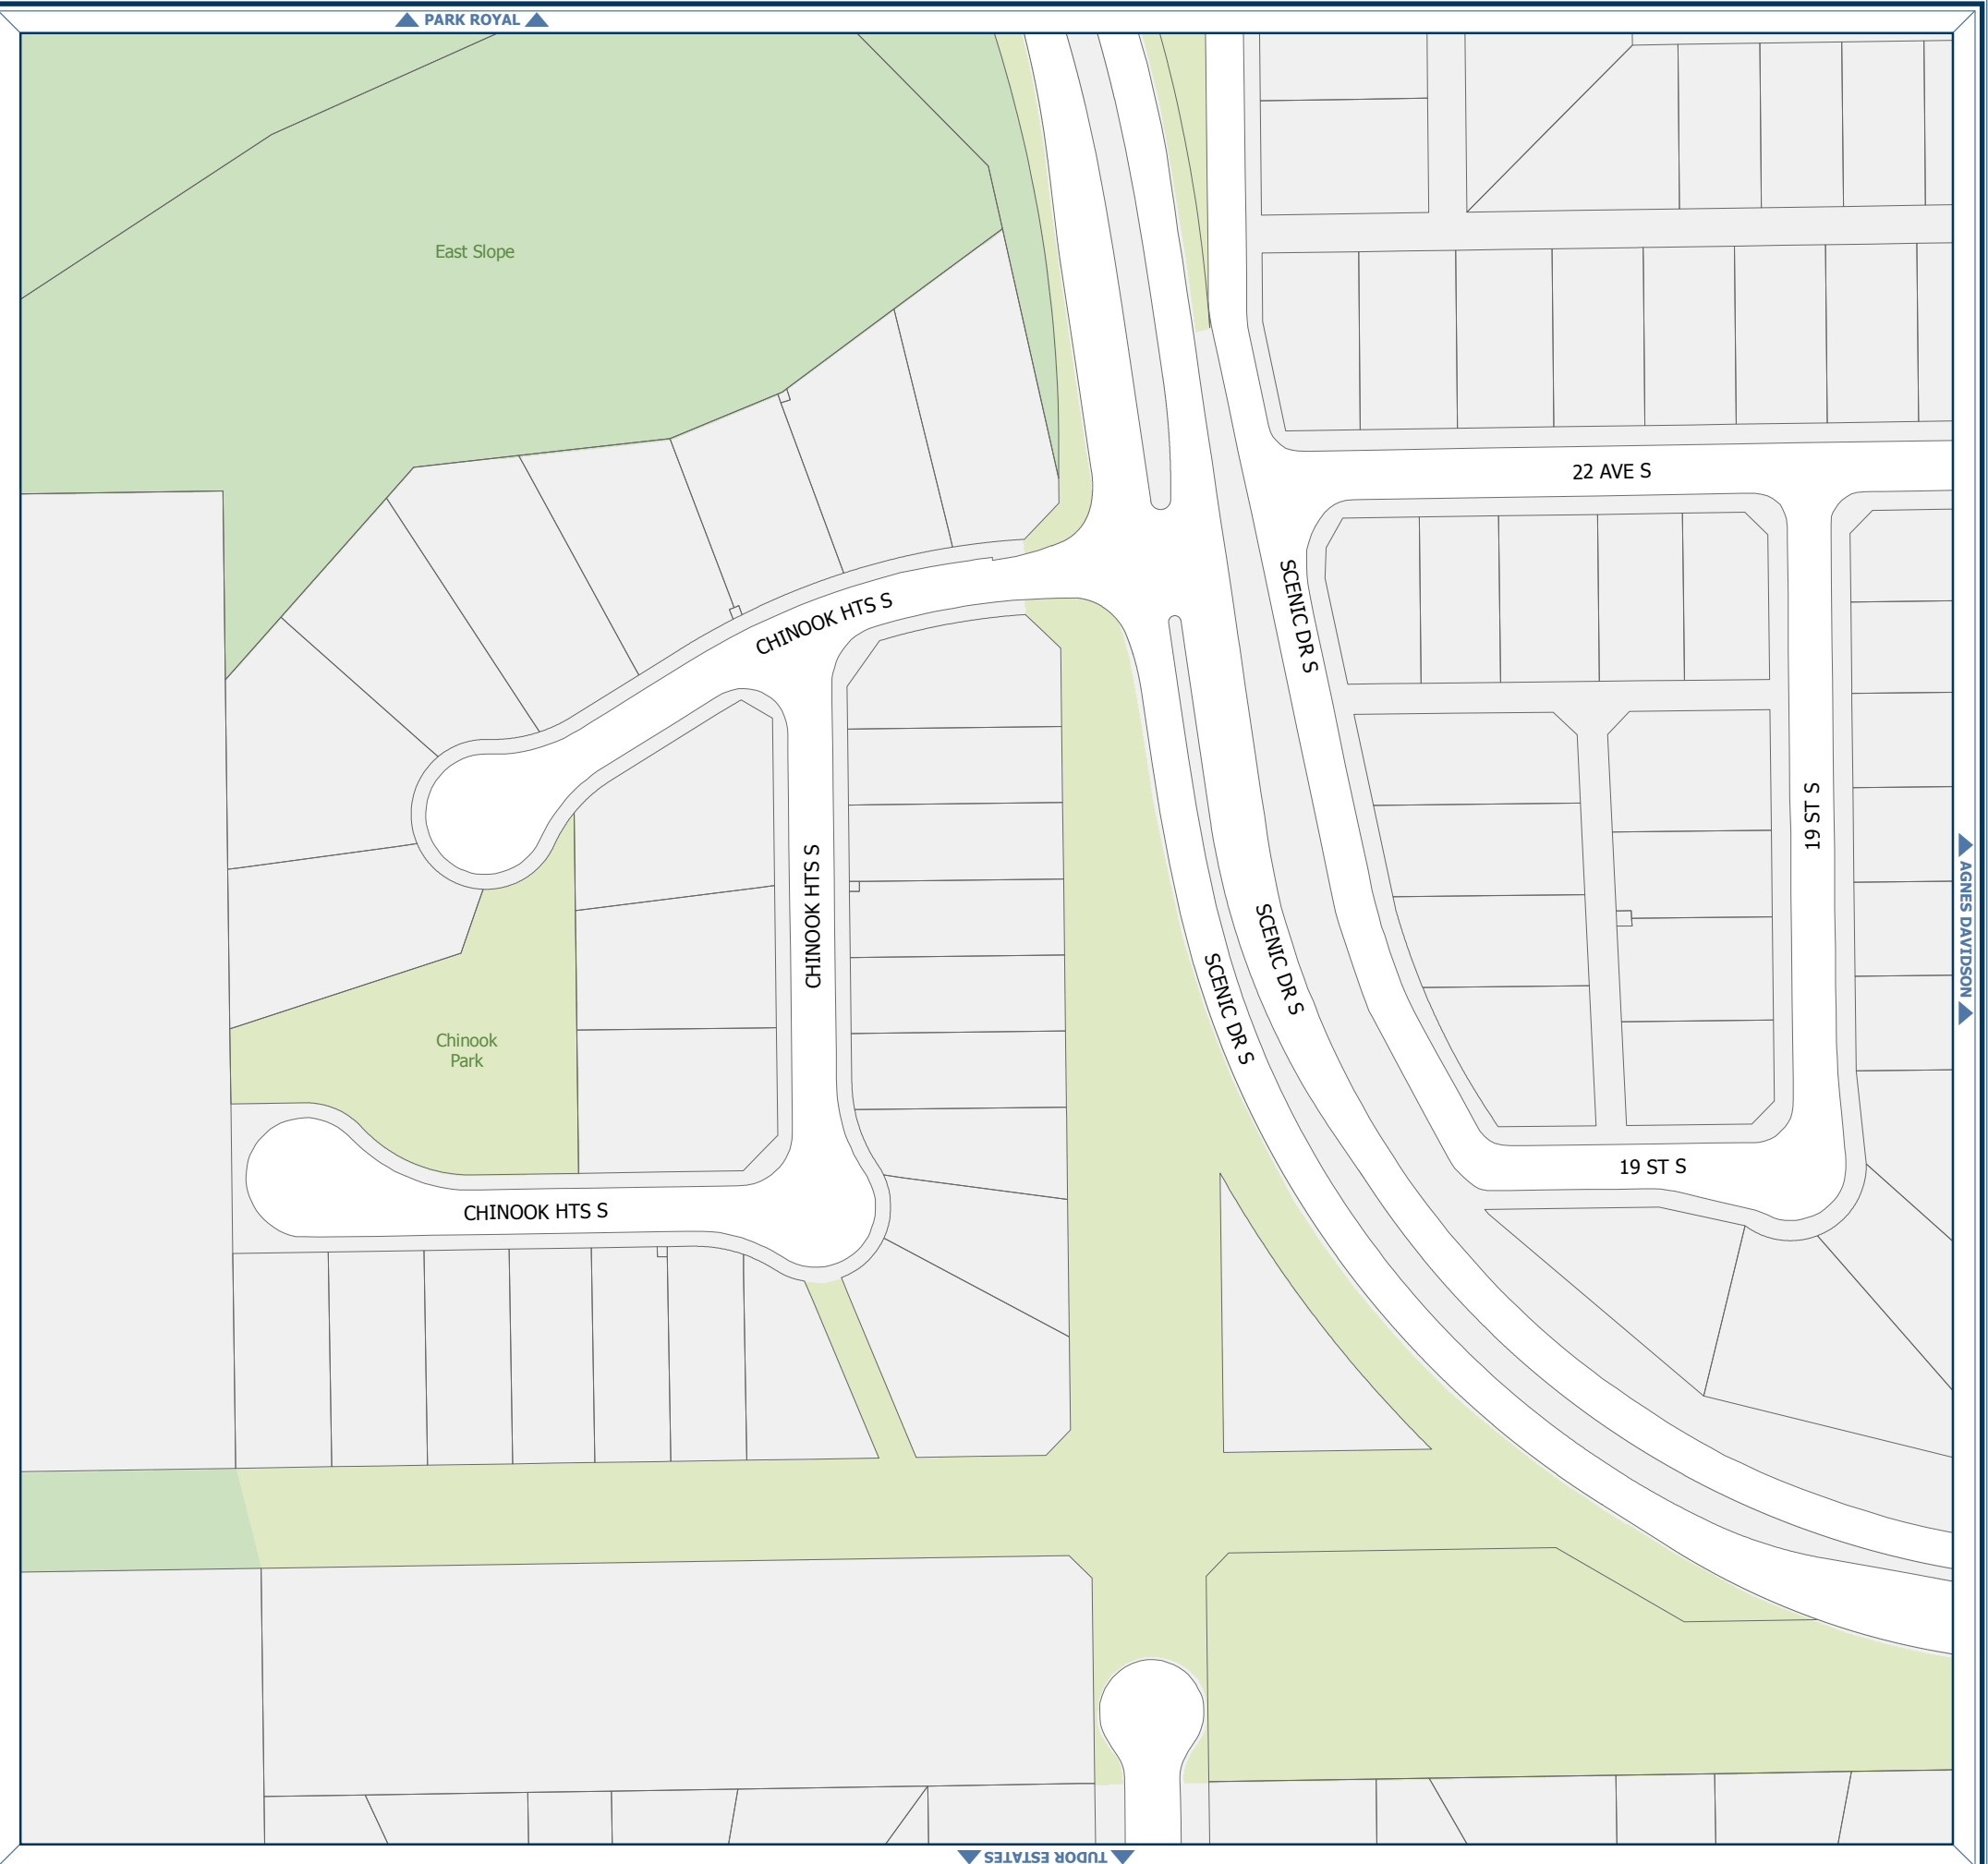 PARK ROYAL
East Slope
22 AVE S
SCENIC DR S
CHINOOK HTS S
19 ST S
CHINOOK HTS S
AGNES DAVIDSON
SCENIC DR S
SCENIC DR S
Chinook
Park
19 ST S
CHINOOK HTS S
TUDOR ESTATES